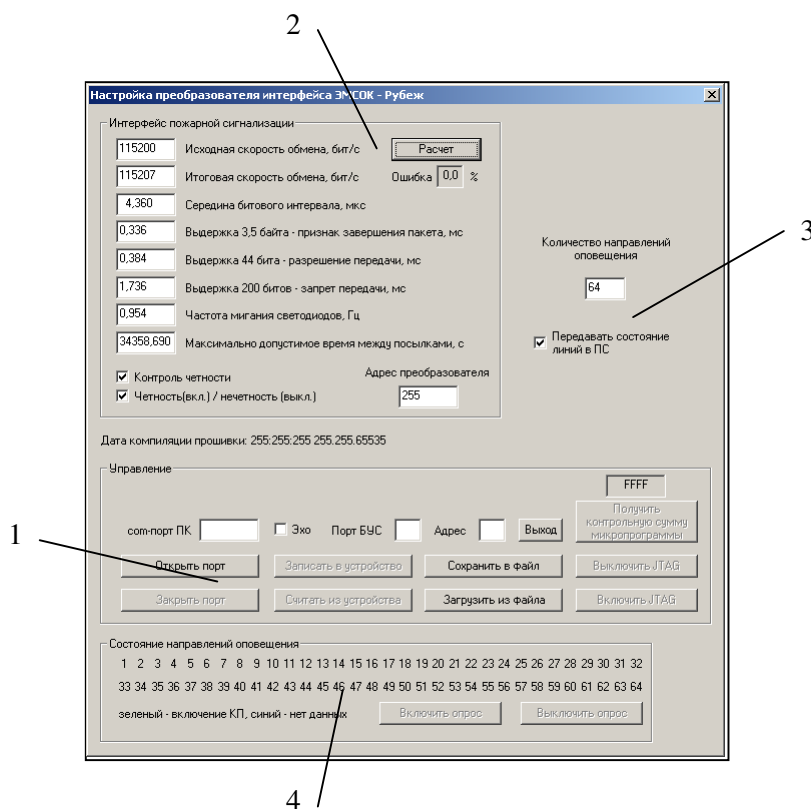 2
Настройка преобразователя интерфейса ЭМСОК - Рубеж
Интерфейс пожарной сигнализации
115200 Исходная скорость обмена, бит/с Расчет
115207 Итоговая скорость обмена, бит/с Ошибка 0,0 %
4,360 Середина битового интервала, мкс
0,336 Выдержка 3,5 байта - признак завершения пакета, мс
0,384 Выдержка 44 бита - разрешение передачи, мс
1,736 Выдержка 200 битов - запрет передачи, мс
0,954 Частота мигания светодиодов, Гц
34358,690 Максимально допустимое время между посылками, с
Контроль четности
Четность(вкл.) / нечетность (выкл.)
Адрес преобразователя
255
3
Количество направлений
оповещения
64
Передавать состояние
линий в ПС
Дата компиляции прошивки: 255:255:255 255.255.65535
Управление
FFFF
1
com-порт ПК Эхо Порт БУС Адрес Выход
Получить
контрольную сумму
микропрограммы
Открыть порт Записать в устройство Сохранить в файл Выключить JTAG
Закрыть порт Считать из устройства Загрузить из файла Включить JTAG
Состояние направлений оповещения
1 2 3 4 5 6 7 8 9 10 11 12 13 14 15 16 17 18 19 20 21 22 23 24 25 26 27 28 29 30 31 32
33 34 35 36 37 38 39 40 41 42 43 44 45 46 47 48 49 50 51 52 53 54 55 56 57 58 59 60 61 62 63 64
зеленый - включение КП, синий - нет данных Включить опрос Выключить опрос
4